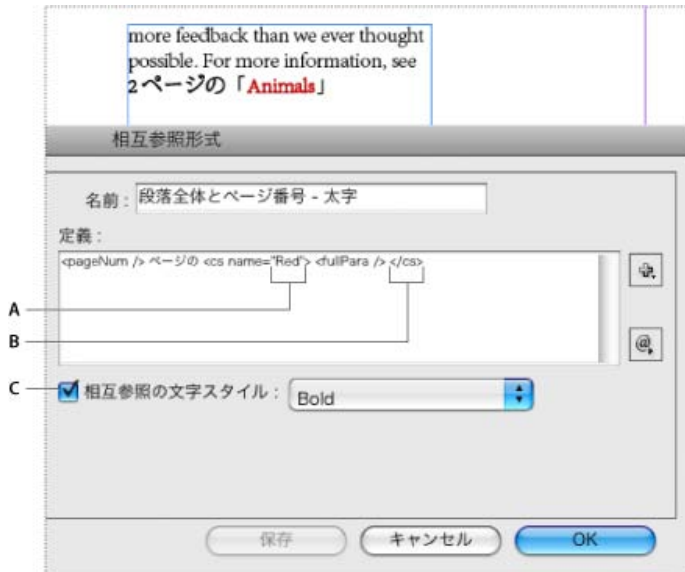 more feedback than we ever thought
possible. For more information, see
2 ページの「Animals」
相互参照形式
名前 : 段落全体とページ番号 - 太字
定義 :
<pageNum /> ページの <cs name="Red"> <fullPara /> </cs>
A
B
C
相互参照の文字スタイル : Bold
保存 キャンセル OK